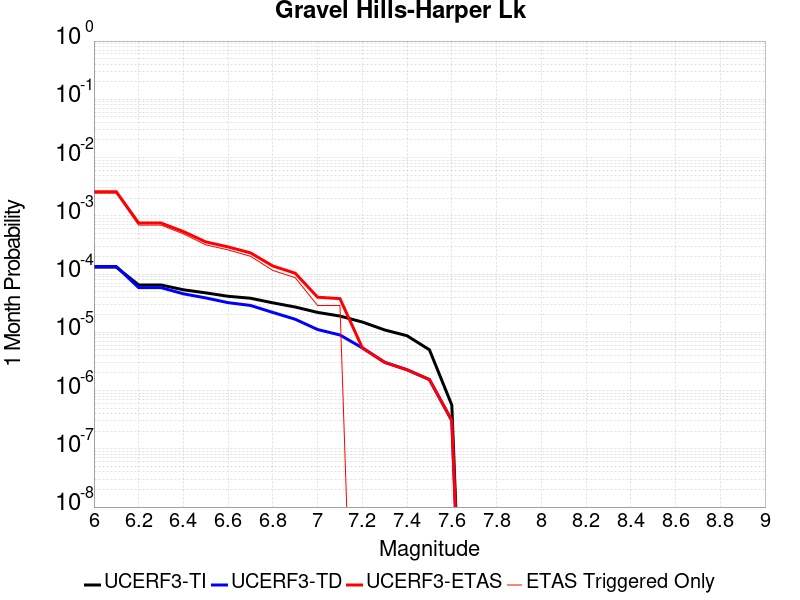 Gravel Hills-Harper Lk
10^0
10^-1
10^-2
10^-3
10^-4
10^-5
10^-6
10^-7
10^-8
1 Month Probability
6 6.2 6.4 6.6 6.8 7 7.2 7.4 7.6 7.8 8 8.2 8.4 8.6 8.8 9
Magnitude
UCERF3-TI UCERF3-TD UCERF3-ETAS ETAS Triggered Only